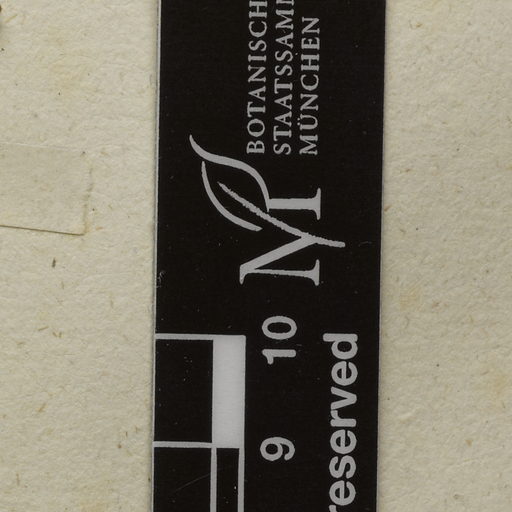 BOTANISCH
STAATSSAM
MÜNCHEN
M
9 10
reserved